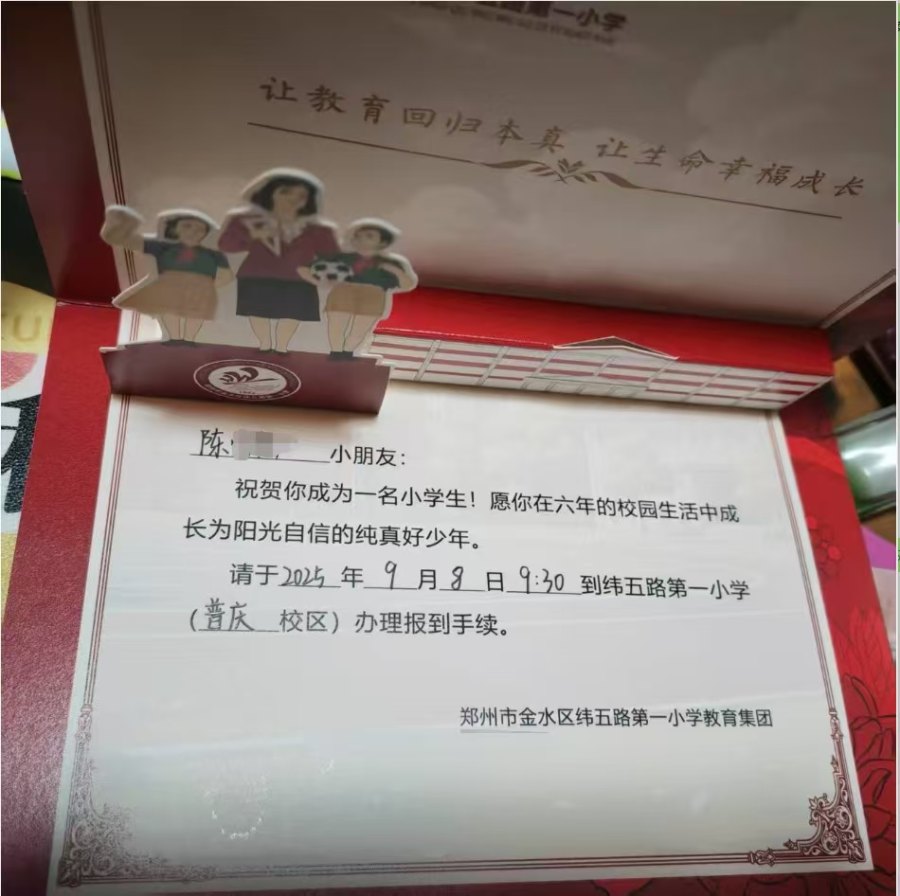 第一小学
让教育回归本真 让生命幸福成长
陈 小朋友：
祝贺你成为一名小学生！愿你在六年的校园生活中成
长为阳光自信的纯真好少年。
请于2025年9月8日9:30到纬五路第一小学
（普庆校区）办理报到手续。
郑州市金水区纬五路第一小学教育集团